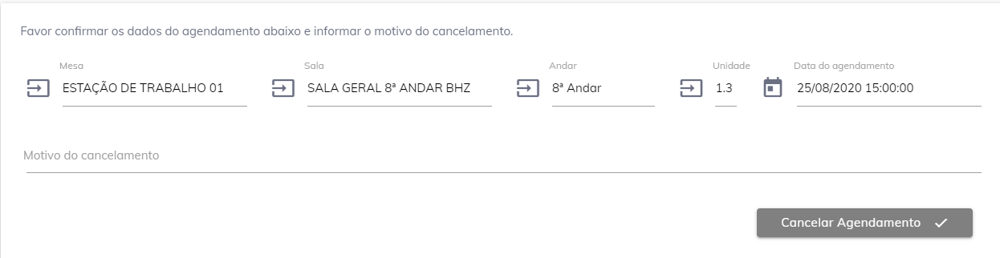 Favor confirmar os dados do agendamento abaixo e informar o motivo do cancelamento.
Mesa Sala Andar Unidade Data do agendamento
ESTAÇÃO DE TRABALHO 01 SALA GERAL 8ª ANDAR BHZ 8ª Andar 1.3 25/08/2020 15:00:00
Motivo do cancelamento
Cancelar Agendamento